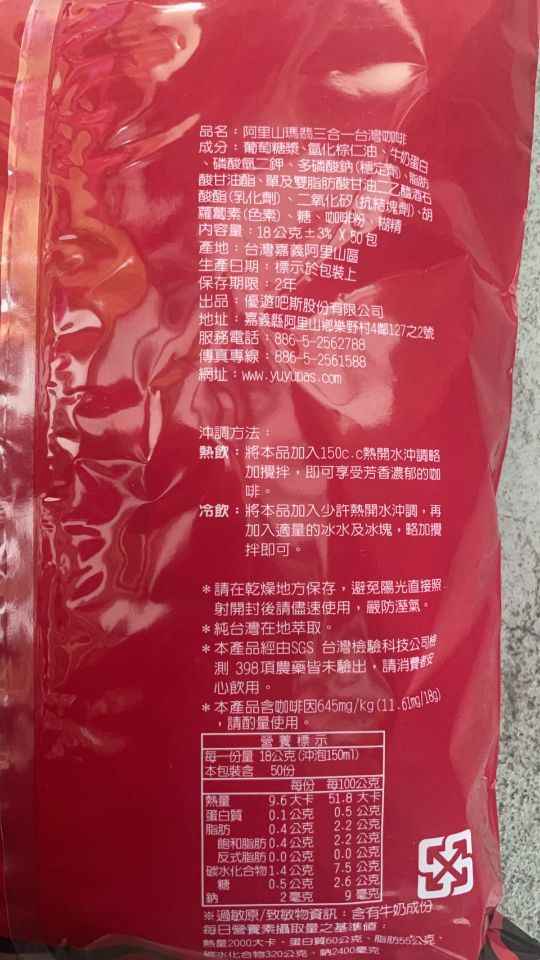 品名：阿里山瑪翡三合一台灣咖啡
成分：葡萄糖漿、氫化棕仁油、牛奶蛋白
、磷酸氫二鉀、多磷酸鈉(穩定劑)、脂肪
酸甘油酯、單及雙脂肪酸甘油二乙醯酒石
酸酯(乳化劑)、二氧化矽(抗結塊劑)、胡
蘿蔔素(色素)、糖、咖啡粉、糊精
內容量：18公克±3% X 50包
產地：台灣嘉義阿里山區
生產日期：標示於包裝上
保存期限：2年
出品：優遊吧斯股份有限公司
地址：嘉義縣阿里山鄉樂野村4鄰127之2號
服務電話：886-5-2562788
傳真專線：886-5-2561588
網址：www.yuyupas.com
沖調方法：
熱飲：將本品加入150c.c熱開水沖調略
加攪拌，即可享受芳香濃郁的咖
啡。
冷飲：將本品加入少許熱開水沖調，再
加入適量的冰水及冰塊，略加攪
拌即可。
＊請在乾燥地方保存，避免陽光直接照
射開封後請儘速使用，嚴防溼氣。
＊純台灣在地萃取。
＊本產品經由SGS 台灣檢驗科技公司檢
測 398項農藥皆未驗出，請消費者安
心飲用。
＊本產品含咖啡因645mg/kg(11.61mg/18g)
，請酌量使用。
營養標示
每一份量 18公克(沖泡150ml)
本包裝含 50份
每份 每100公克
熱量 9.6大卡 51.8 大卡
蛋白質 0.1公克 0.5 公克
脂肪 0.4公克 2.2 公克
飽和脂肪 0.4公克 2.2 公克
反式脂肪 0.0公克 0.0 公克
碳水化合物 1.4公克 7.5 公克
糖 0.5公克 2.6 公克
鈉 2毫克 9 毫克
※過敏原/致敏物資訊：含有牛奶成份
每日營養素攝取量之基準值：
熱量2000大卡、蛋白質60公克、脂肪55公克、
碳水化合物320公克、鈉2400毫克